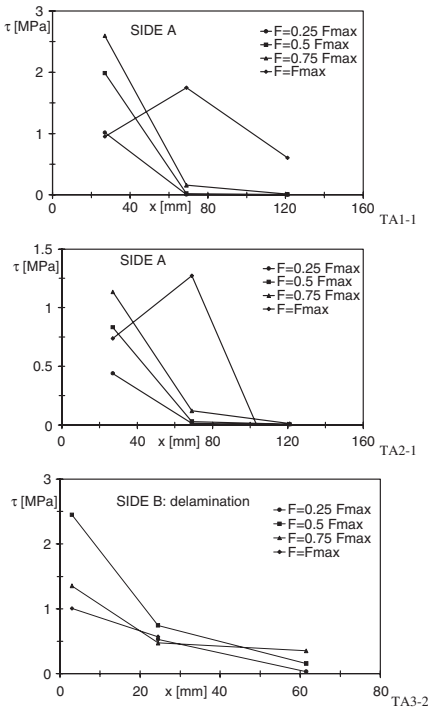 3
τ [MPa]
SIDE A
F=0.25 Fmax
F=0.5 Fmax
F=0.75 Fmax
F=Fmax
2
1
0
0 40 80 120 160
x [mm]
TA1-1
1.5
τ [MPa]
SIDE A
F=0.25 Fmax
F=0.5 Fmax
F=0.75 Fmax
F=Fmax
1
0.5
0
0 40 80 120 160
x [mm]
TA2-1
3
τ [MPa]
SIDE B: delamination
F=0.25 Fmax
F=0.5 Fmax
F=0.75 Fmax
F=Fmax
2
1
0
0 20 40 60 80
x [mm]
TA3-2